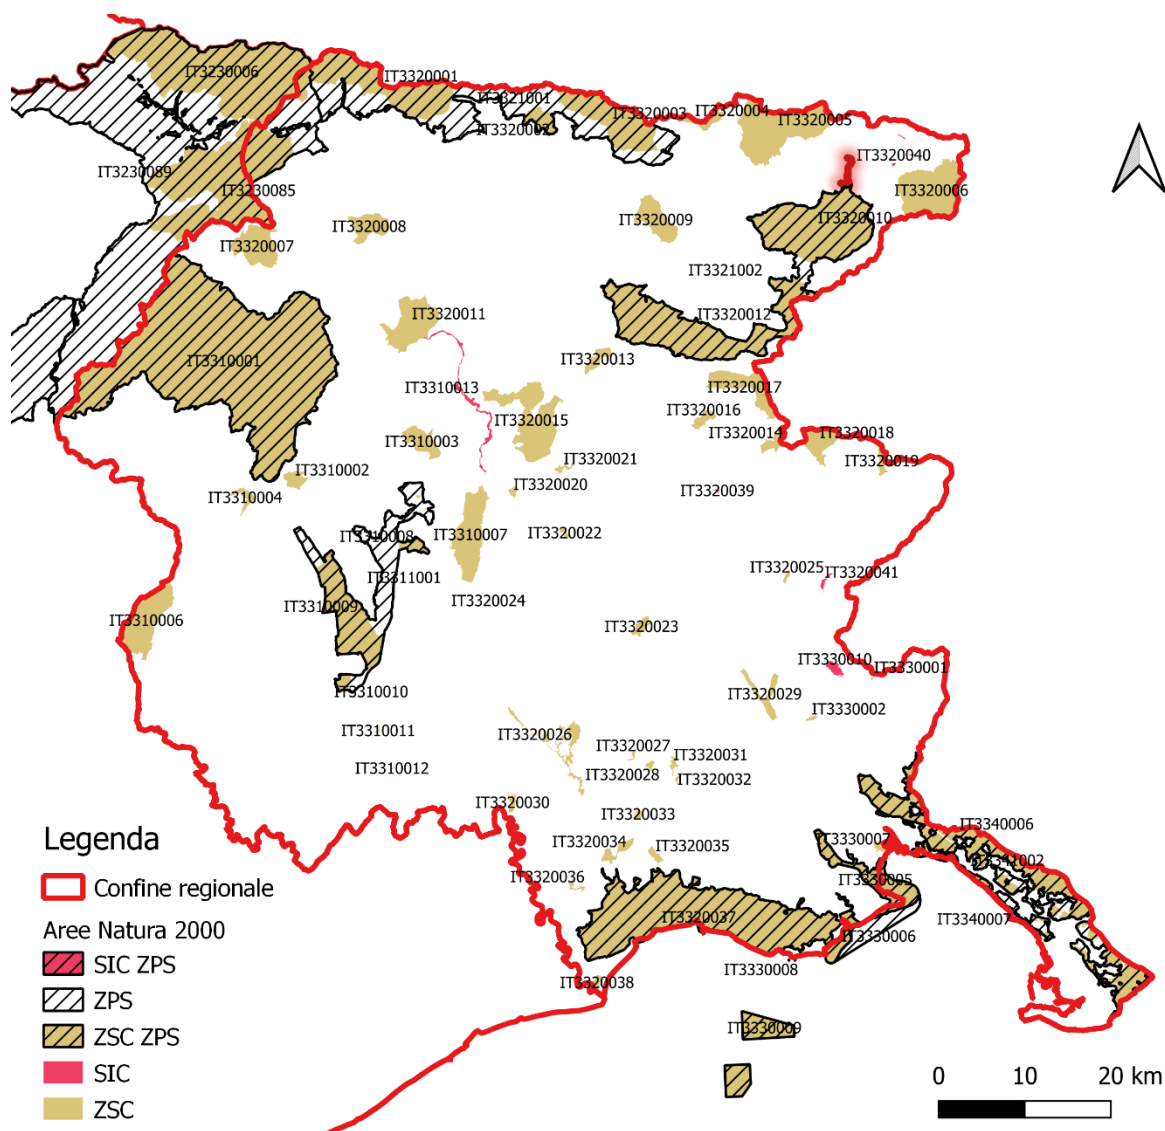 IT3230006
IT3320001
IT3321001
IT3320002
IT3320003
IT3320004
IT3320005
IT3320040
IT3230089
IT3230085
IT3320006
IT3320010
IT3320007
IT3320008
IT3320009
IT3321002
IT3320011
IT3320012
IT3310001
IT3320013
IT3310013
IT3320017
IT3320016
IT3320015
IT3310003
IT3320014
IT3320018
IT3320021
IT3320019
IT3310002
IT3310004
IT3320020
IT3320039
IT3310008
IT3310007
IT3320022
IT3311001
IT3320025
IT3320041
IT3310009
IT3320024
IT3310006
IT3320023
IT3330010
IT3330001
IT3310010
IT3320029
IT3330002
IT3310011
IT3320026
IT3320027
IT3320031
IT3310012
IT3320028
IT3320032
IT3320030
IT3320033
IT3340006
IT3320034
IT3320035
IT3330007
IT3341002
IT3320036
IT3330005
IT3320037
IT3330006
IT3340007
IT3330008
IT3320038
IT3330009
Legenda
Confine regionale
Aree Natura 2000
SIC ZPS
ZPS
ZSC ZPS
SIC
ZSC
0 10 20 km